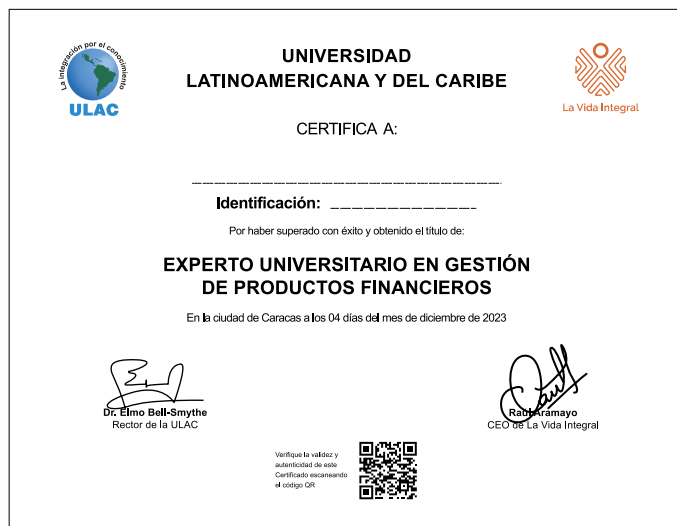 La integración por el conocimiento
ULAC
UNIVERSIDAD
LATINOAMERICANA Y DEL CARIBE
La Vida Integral
CERTIFICA A:
Identificación:
Por haber superado con éxito y obtenido el título de:
EXPERTO UNIVERSITARIO EN GESTIÓN
DE PRODUCTOS FINANCIEROS
En la ciudad de Caracas a los 04 días del mes de diciembre de 2023
Dr. Elmo Bell-Smythe
Rector de la ULAC
Raúl Aramayo
CEO de La Vida Integral
Verifique la validez y
autenticidad de este
Certificado escaneando
el código QR